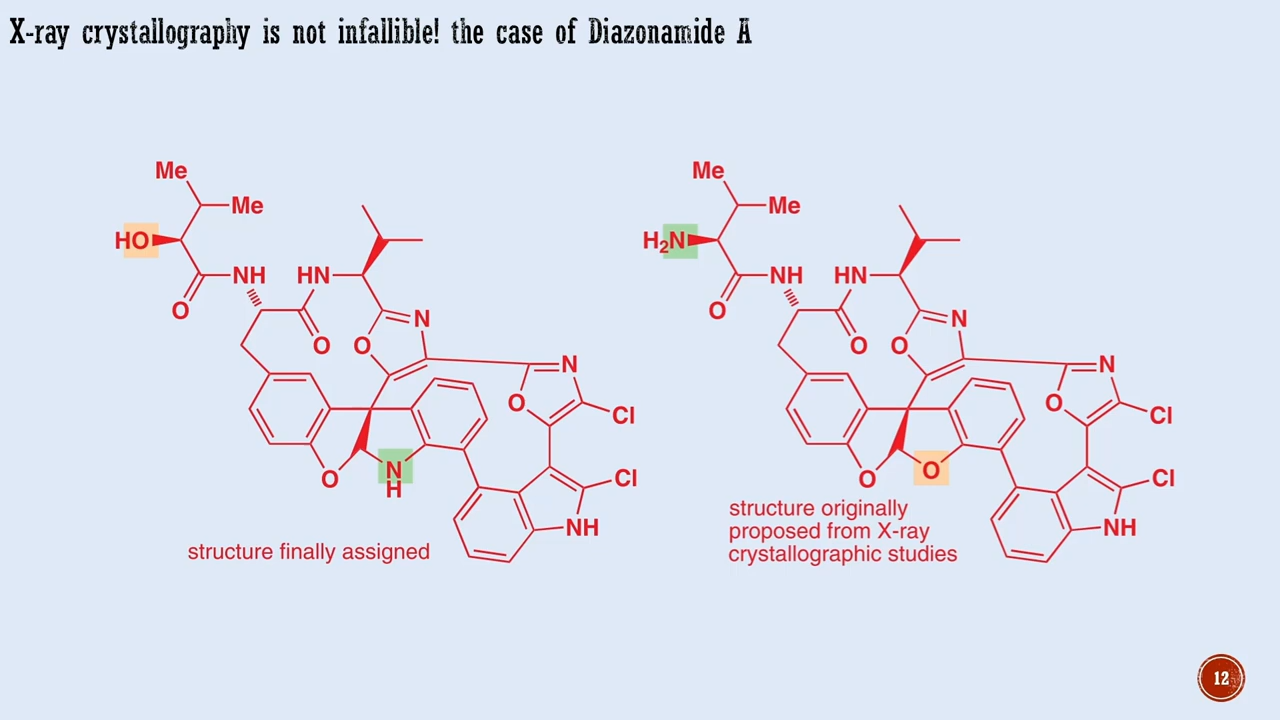 X-ray crystallography is not infallible! the case of Diazonamide A
Me
Me
HO
NH
HN
O
O
O
N
N
O
Cl
O
N
H
Cl
NH
structure finally assigned
Me
Me
H₂N
NH
HN
O
O
O
N
N
O
Cl
O
O
Cl
NH
structure originally
proposed from X-ray
crystallographic studies
12